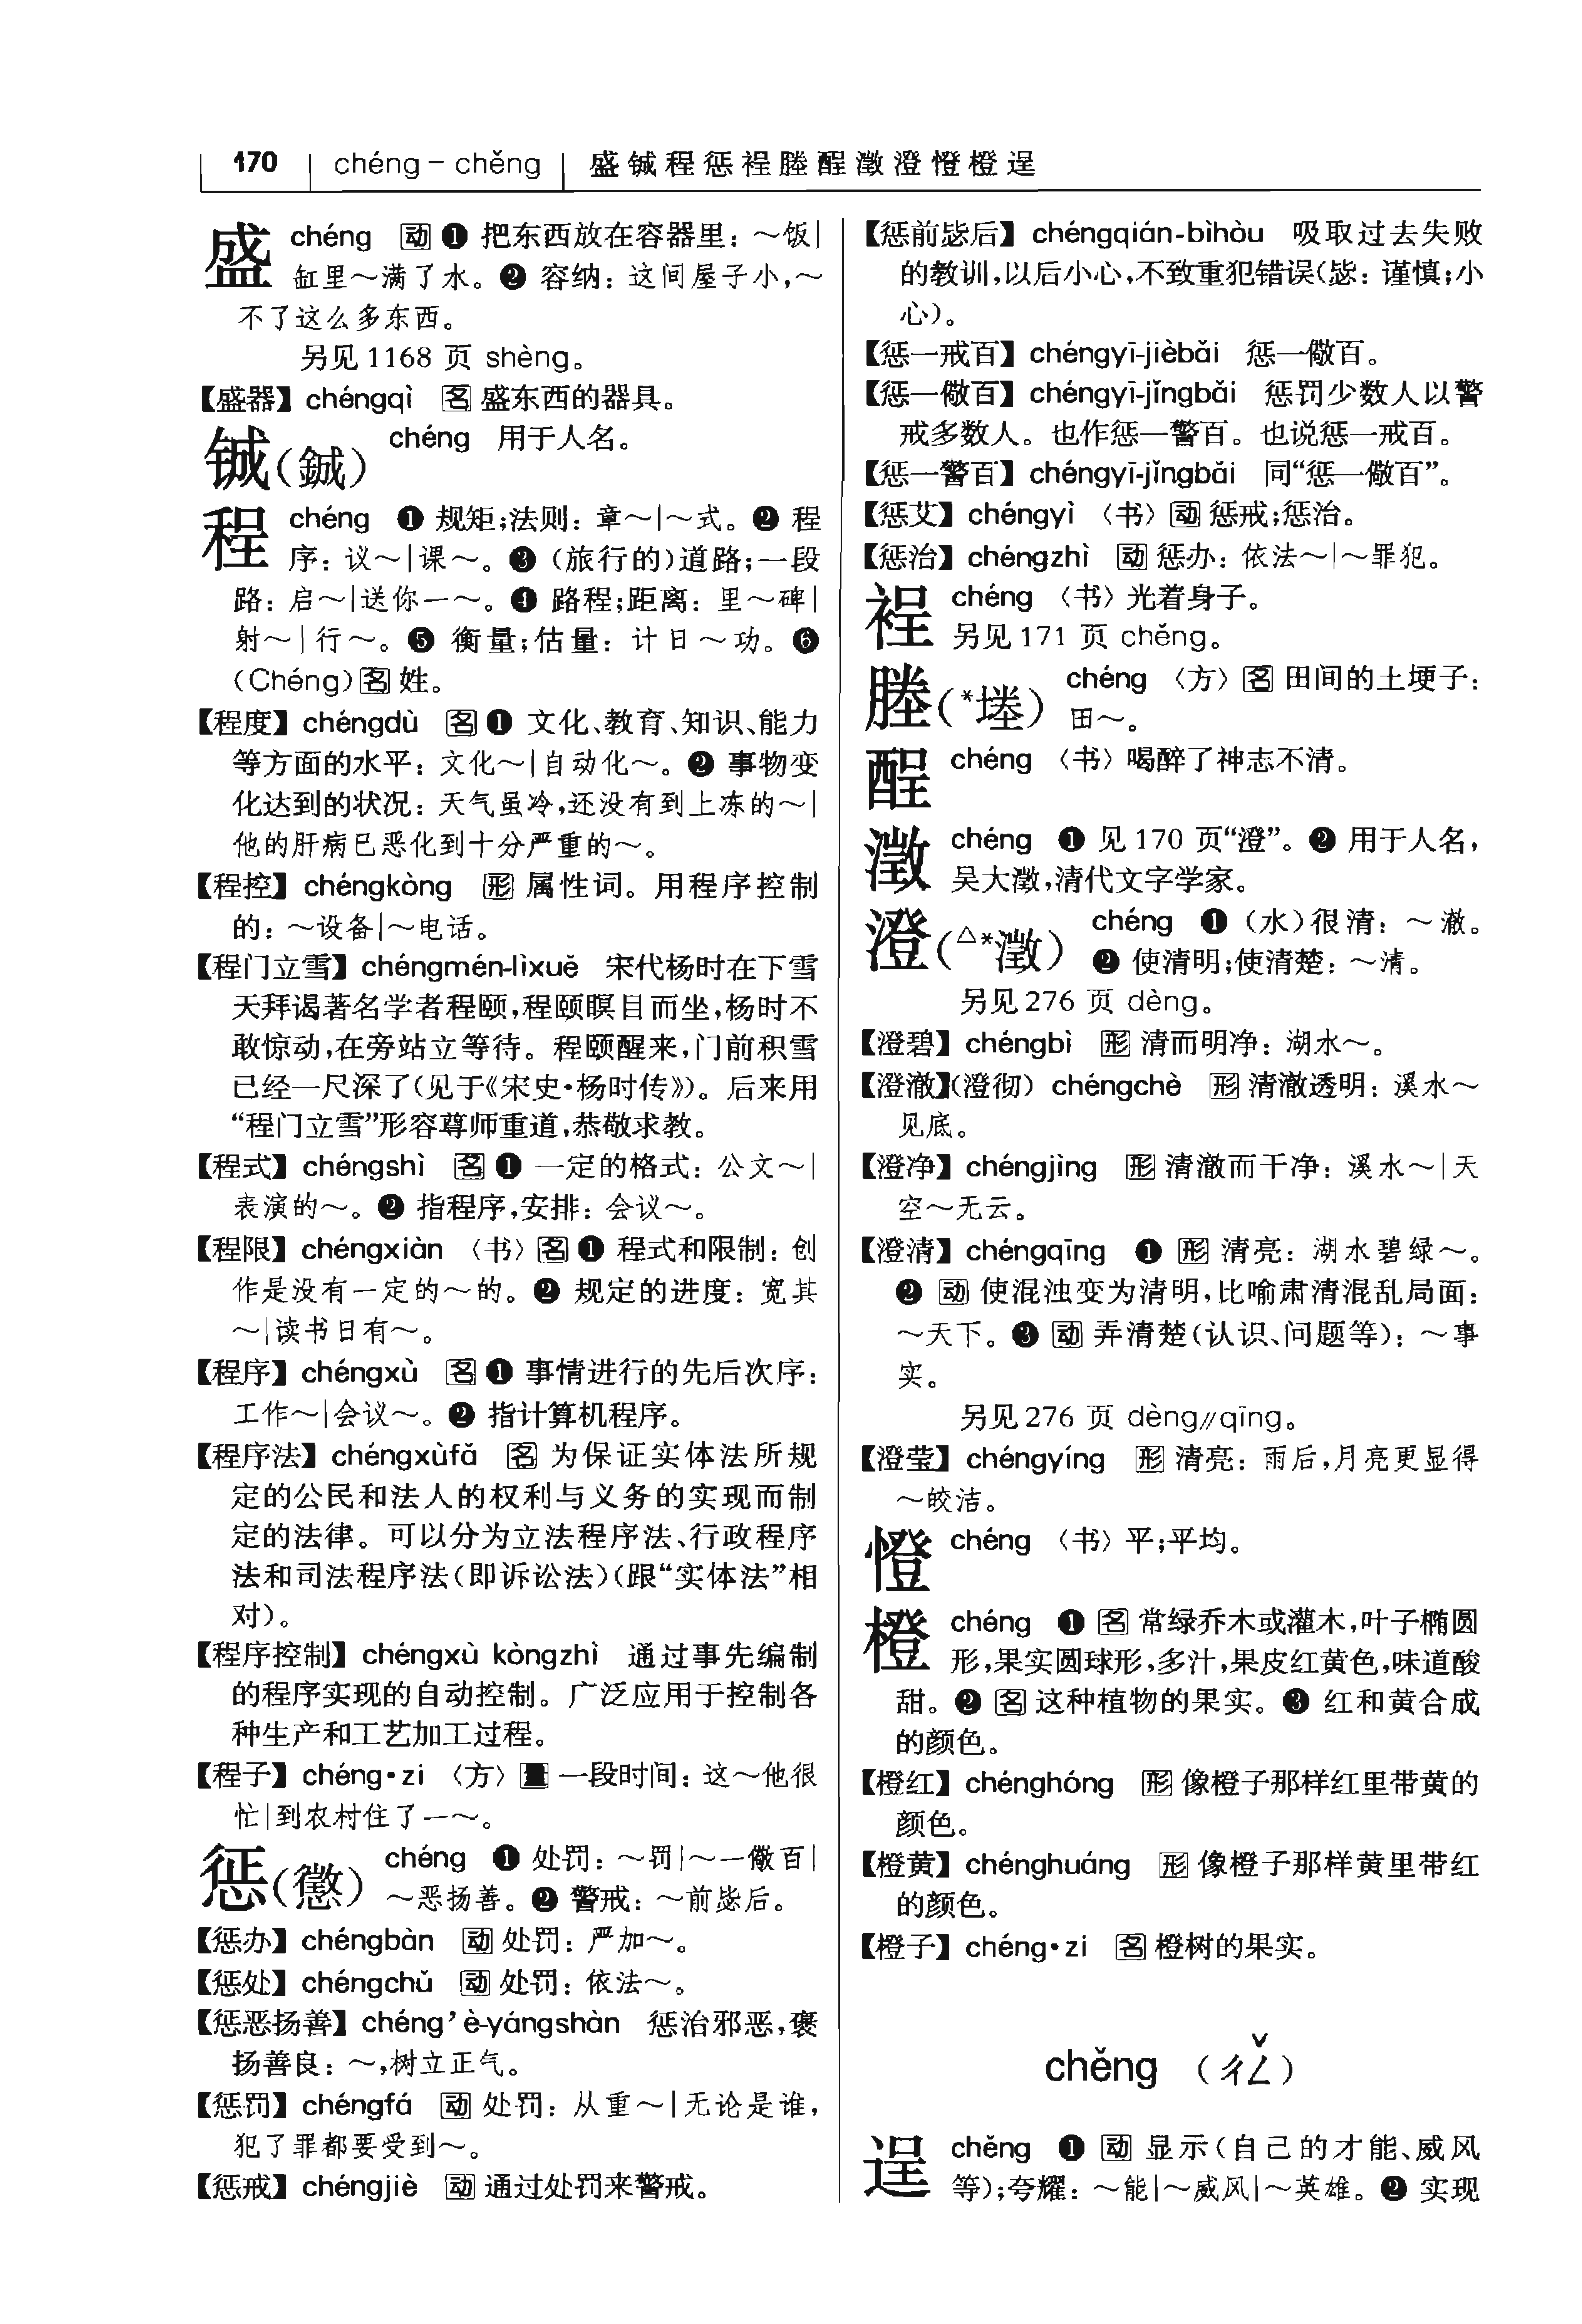 170 chéng－chěng 盛铖程惩裎塍酲澂澄憕橙逞
盛 chéng 动 ❶ 把东西放在容器里：～饭|
缸里～满了水。❷ 容纳：这间屋子小，～
不了这么多东西。
另见1168 页 shèng。
【盛器】chéngqì 名 盛东西的器具。
铖（鋮） chéng 用于人名。
程 chéng ❶ 规矩；法则：章～|～式。❷ 程
序：议～|课～。❸（旅行的）道路；一段
路：启～|送你一～。❹ 路程；距离：里～碑|
射～|行～。❺ 衡量；估量：计日～功。❻
（Chéng）名 姓。
【程度】chéngdù 名 ❶ 文化、教育、知识、能力
等方面的水平：文化～|自动化～。❷ 事物变
化达到的状况：天气虽冷，还没有到上冻的～|
他的肝病已恶化到十分严重的～。
【程控】chéngkòng 形 属性词。用程序控制
的：～设备|～电话。
【程门立雪】chéngmén-lìxuě 宋代杨时在下雪
天拜谒著名学者程颐，程颐瞑目而坐，杨时不
敢惊动，在旁站立等待。程颐醒来，门前积雪
已经一尺深了（见于《宋史·杨时传》）。后来用
“程门立雪”形容尊师重道，恭敬求教。
【程式】chéngshì 名 ❶ 一定的格式：公文～|
表演的～。❷ 指程序，安排：会议～。
【程限】chéngxiàn 〈书〉名 ❶ 程式和限制：创
作是没有一定的～的。❷ 规定的进度：宽其
～|读书日有～。
【程序】chéngxù 名 ❶ 事情进行的先后次序：
工作～|会议～。❷ 指计算机程序。
【程序法】chéngxùfǎ 名 为保证实体法所规
定的公民和法人的权利与义务的实现而制
定的法律。可以分为立法程序法、行政程序
法和司法程序法（即诉讼法）（跟“实体法”相
对）。
【程序控制】chéngxù kòngzhì 通过事先编制
的程序实现的自动控制。广泛应用于控制各
种生产和工艺加工过程。
【程子】chéng·zi 〈方〉量 一段时间：这～他很
忙|到农村住了一～。
惩（懲） chéng ❶ 处罚：～罚|～一儆百|
～恶扬善。❷ 警戒：～前毖后。
【惩办】chéngbàn 动 处罚：严加～。
【惩处】chéngchǔ 动 处罚：依法～。
【惩恶扬善】chéng’è-yángshàn 惩治邪恶，褒
扬善良：～，树立正气。
【惩罚】chéngfá 动 处罚：从重～|无论是谁，
犯了罪都要受到～。
【惩戒】chéngjiè 动 通过处罚来警戒。
【惩前毖后】chéngqián-bìhòu 吸取过去失败
的教训，以后小心，不致重犯错误（毖：谨慎；小
心）。
【惩一戒百】chéngyī-jièbǎi 惩一儆百。
【惩一儆百】chéngyī-jǐngbǎi 惩罚少数人以警
戒多数人。也作惩一警百。也说惩一戒百。
【惩一警百】chéngyī-jǐngbǎi 同“惩一儆百”。
【惩艾】chéngyì 〈书〉动 惩戒；惩治。
【惩治】chéngzhì 动 惩办：依法～|～罪犯。
裎 chéng 〈书〉光着身子。
另见171 页 chěng。
塍（*堘） chéng 〈方〉名 田间的土埂子：
田～。
酲 chéng 〈书〉喝醉了神志不清。
澂 chéng ❶ 见170 页“澄”。❷ 用于人名，
吴大澂，清代文字学家。
澄（△*澂） chéng ❶（水）很清：～澈。
❷ 使清明；使清楚：～清。
另见276 页 dèng。
【澄碧】chéngbì 形 清而明净：湖水～。
【澄澈】（澄彻） chéngchè 形 清澈透明：溪水～
见底。
【澄净】chéngjìng 形 清澈而干净：溪水～|天
空～无云。
【澄清】chéngqīng ❶ 形 清亮：湖水碧绿～。
❷ 动 使混浊变为清明，比喻肃清混乱局面：
～天下。❸ 动 弄清楚（认识、问题等）：～事
实。
另见276 页 dèng∥qīng。
【澄莹】chéngyíng 形 清亮：雨后，月亮更显得
～皎洁。
憕 chéng 〈书〉平；平均。
橙 chéng ❶ 名 常绿乔木或灌木，叶子椭圆
形，果实圆球形，多汁，果皮红黄色，味道酸
甜。❷ 名 这种植物的果实。❸ 红和黄合成
的颜色。
【橙红】chénghóng 形 像橙子那样红里带黄的
颜色。
【橙黄】chénghuáng 形 像橙子那样黄里带红
的颜色。
【橙子】chéng·zi 名 橙树的果实。
chěng （ㄔㄥˇ）
逞 chěng ❶ 动 显示（自己的才能、威风
等）；夸耀：～能|～威风|～英雄。❷ 实现